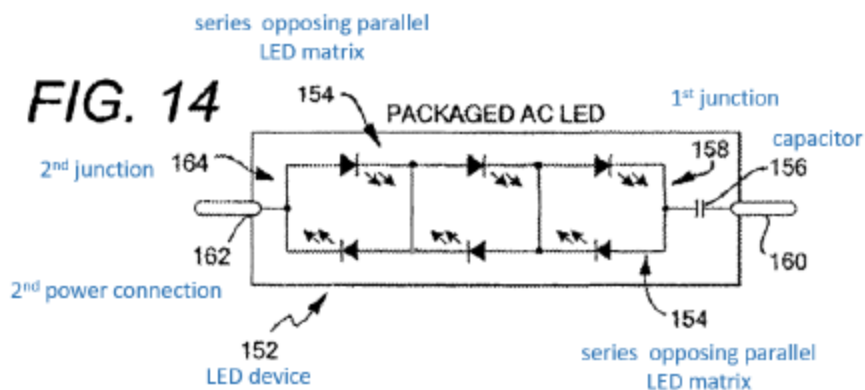 series opposing parallel
LED matrix
FIG. 14
154
PACKAGED AC LED
1st junction
2nd junction
164
158
capacitor
156
162
160
2nd power connection
152
LED device
154
series opposing parallel
LED matrix